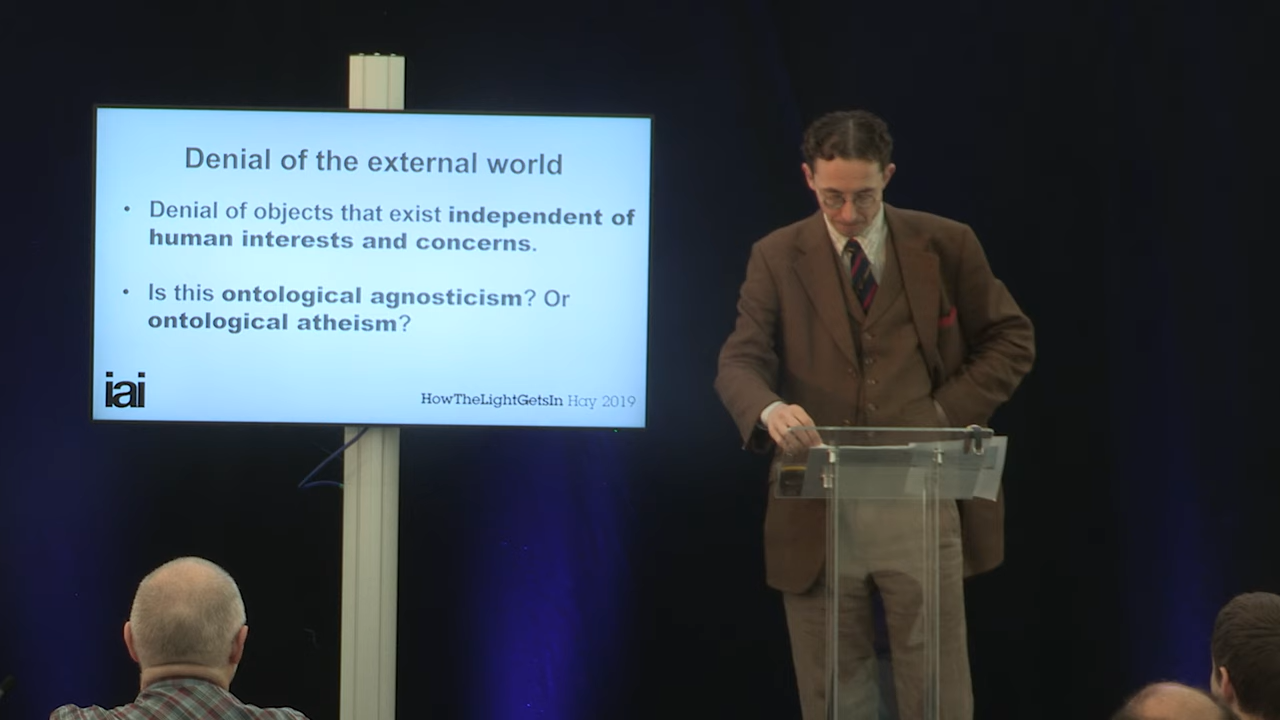 Denial of the external world
• Denial of objects that exist independent of
human interests and concerns.
• Is this ontological agnosticism? Or
ontological atheism?
iai
HowTheLightGetsIn Hay 2019